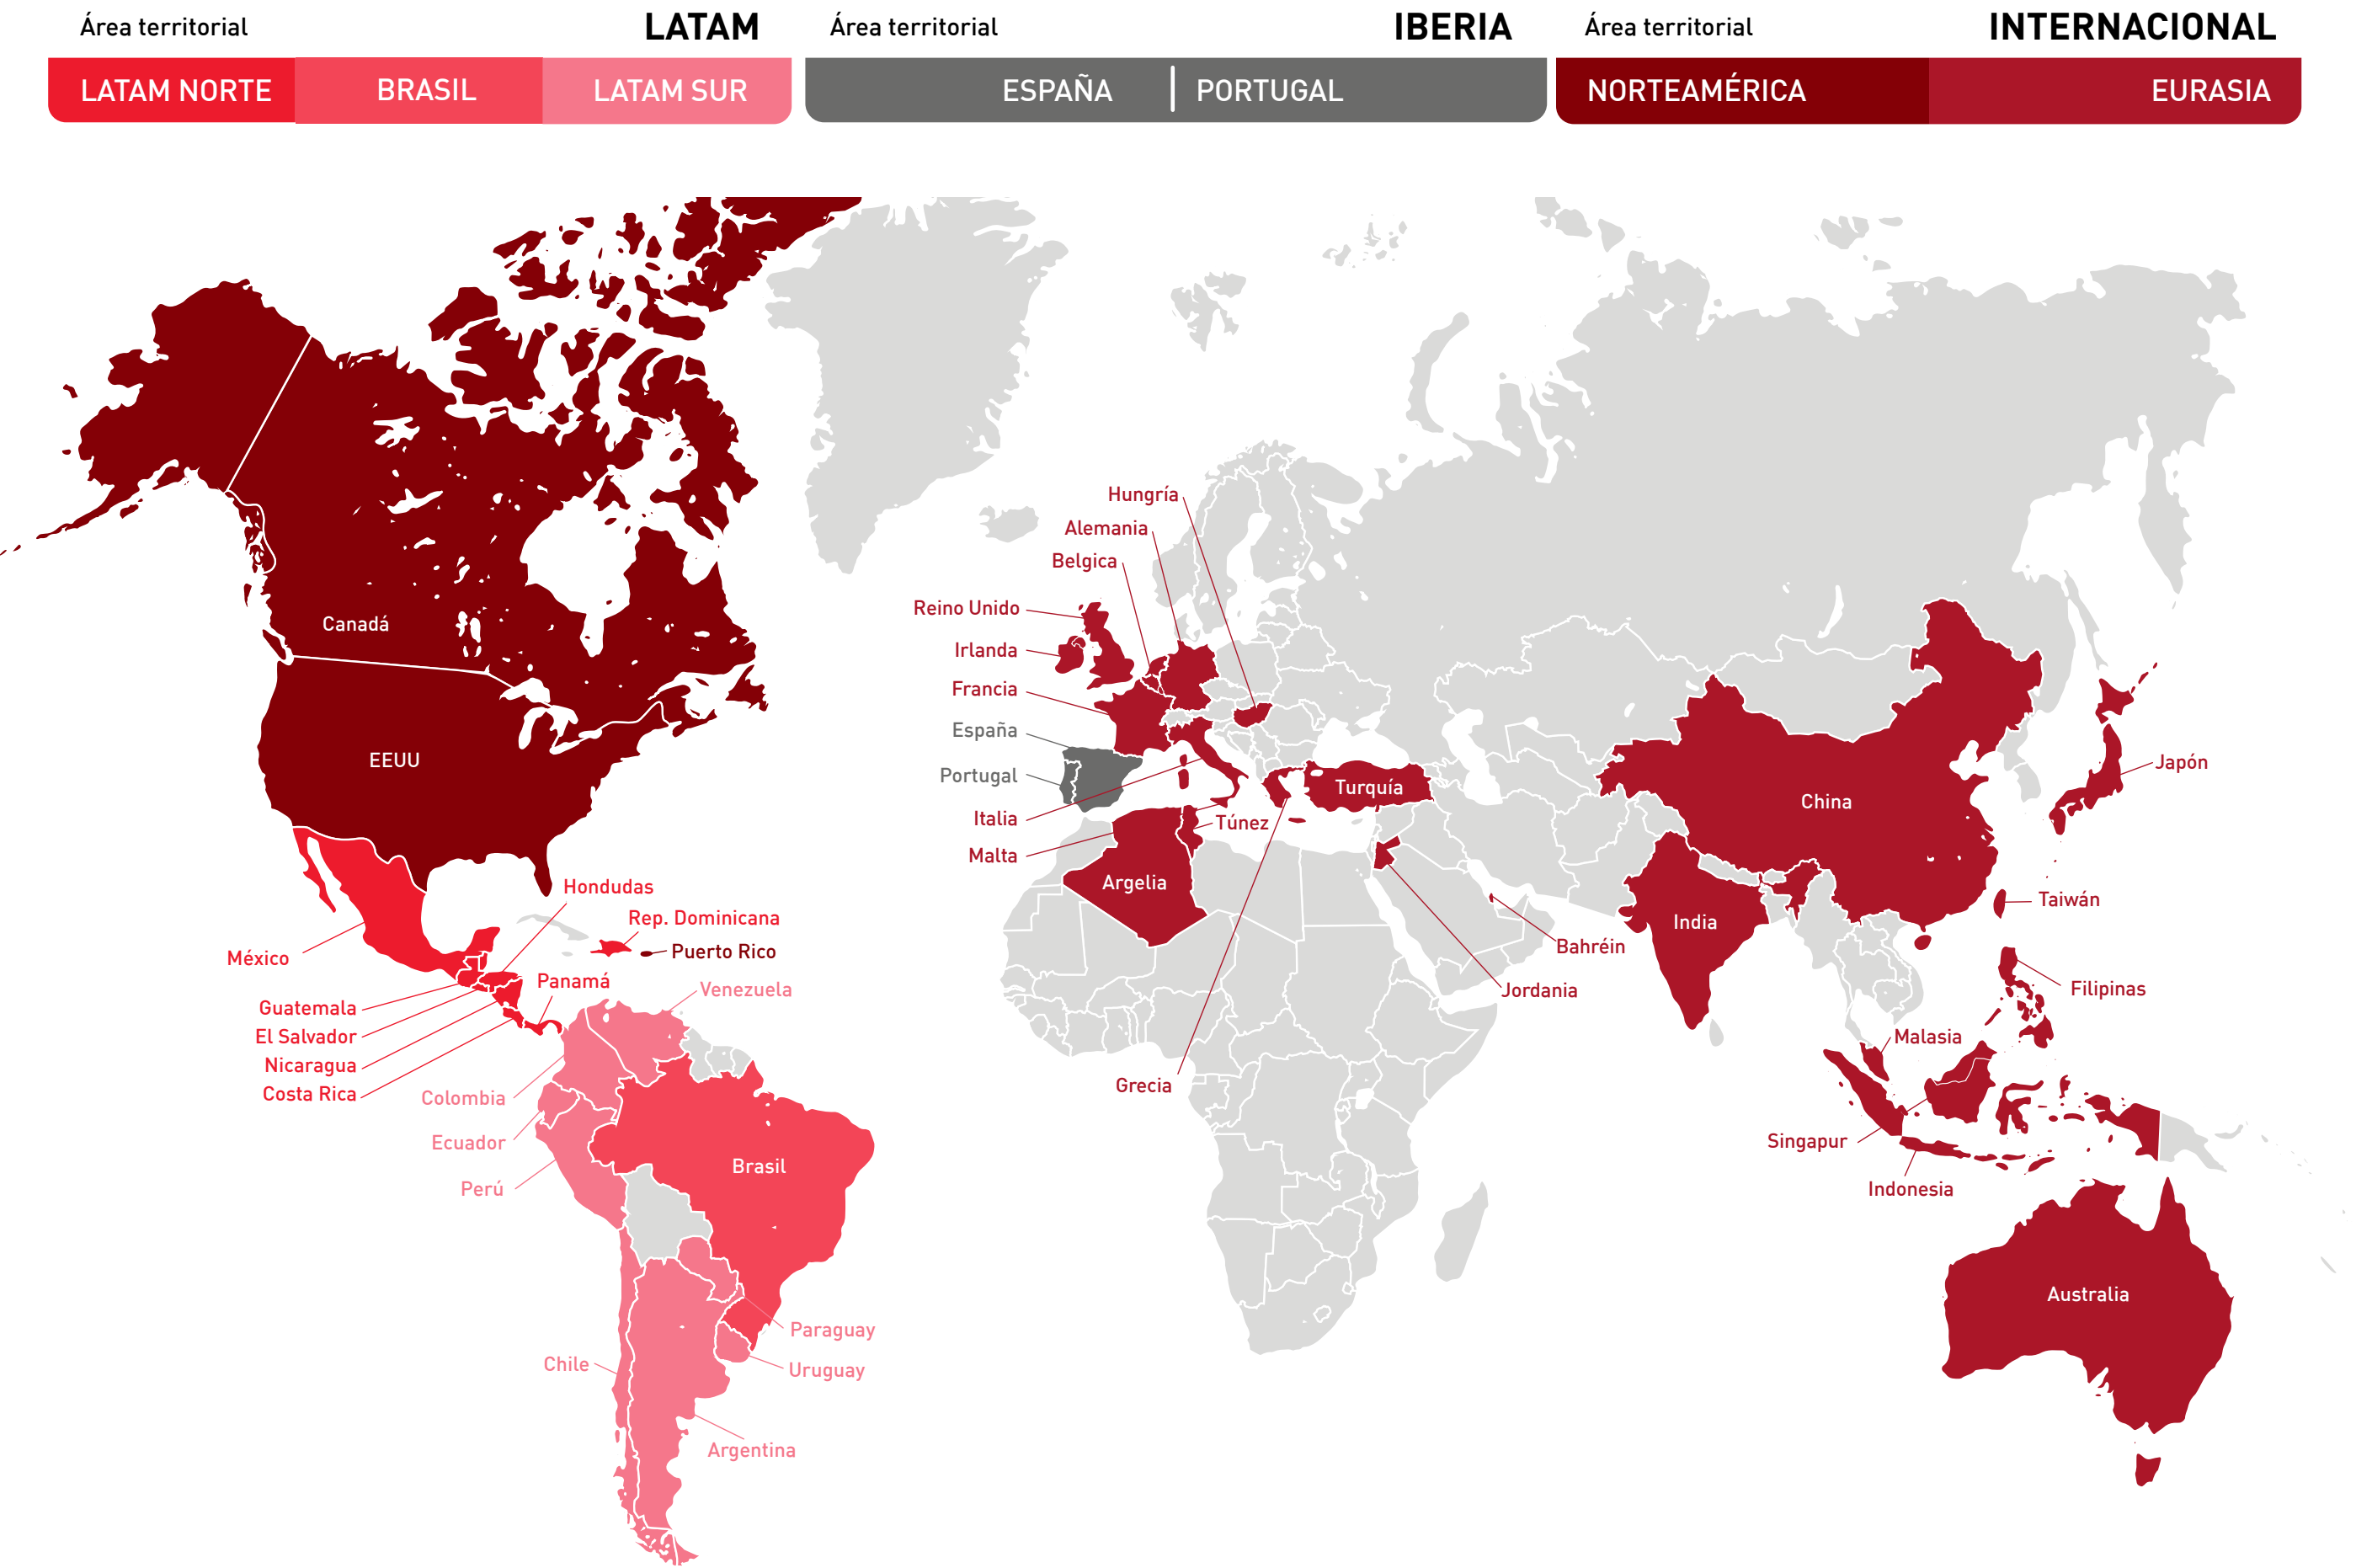 Área territorial LATAM
LATAM NORTE BRASIL LATAM SUR
Área territorial IBERIA
ESPAÑA | PORTUGAL
Área territorial INTERNACIONAL
NORTEAMÉRICA EURASIA
Canadá
EEUU
Hondudas
Rep. Dominicana
Puerto Rico
México
Panamá
Guatemala
El Salvador
Nicaragua
Costa Rica
Venezuela
Colombia
Ecuador
Perú
Brasil
Paraguay
Uruguay
Chile
Argentina
Hungría
Alemania
Belgica
Reino Unido
Irlanda
Francia
España
Portugal
Italia
Malta
Túnez
Turquía
Argelia
Grecia
Bahréin
Jordania
China
India
Japón
Taiwán
Filipinas
Malasia
Singapur
Indonesia
Australia